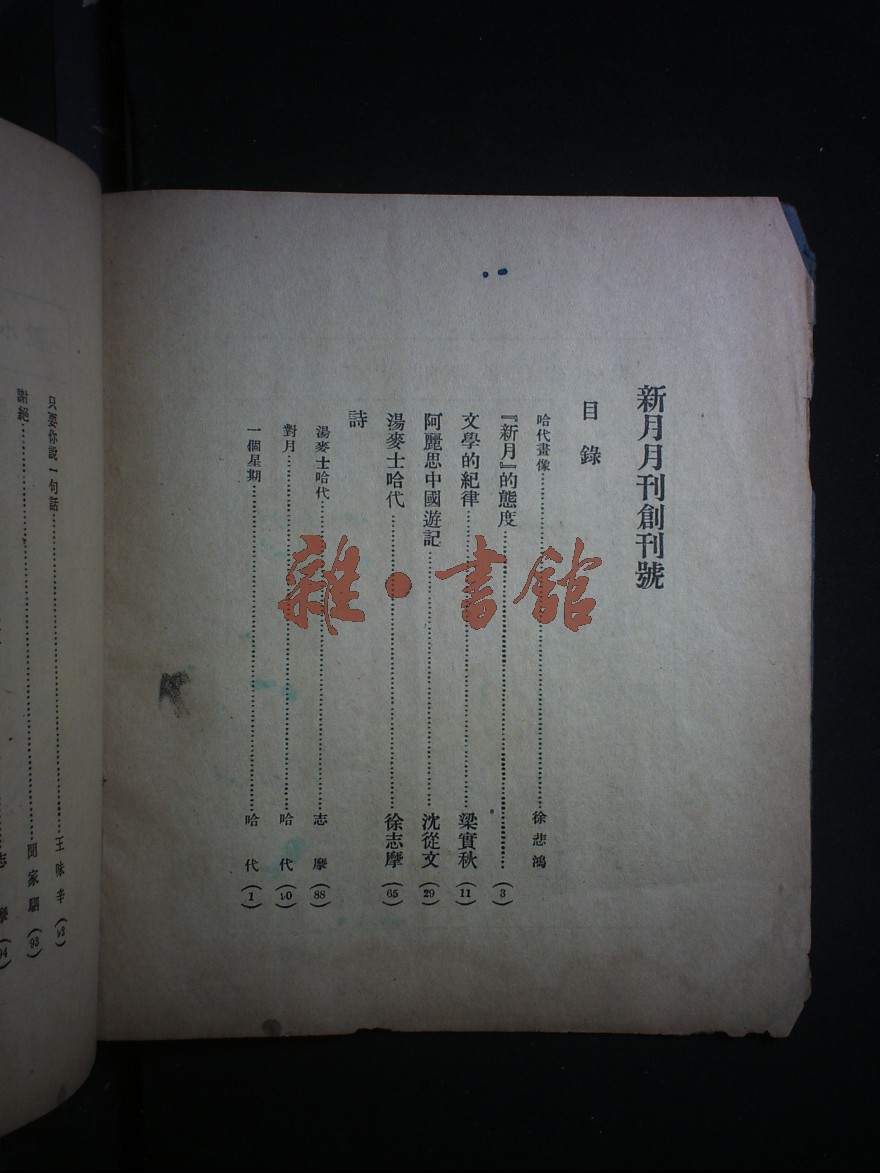 新月月刊創刊號
目錄
哈代畫像……徐悲鴻
『新月』的態度……(3)
文學的紀律……梁實秋(11)
阿麗思中國遊記……沈從文(29)
湯麥士哈代……徐志摩(65)
詩
湯麥士哈代……志摩(88)
對月……哈代
一個星期……哈代
只要你說一句話……王味辛
謝絕……聞家駟(93)
志摩(94)
雜·書館